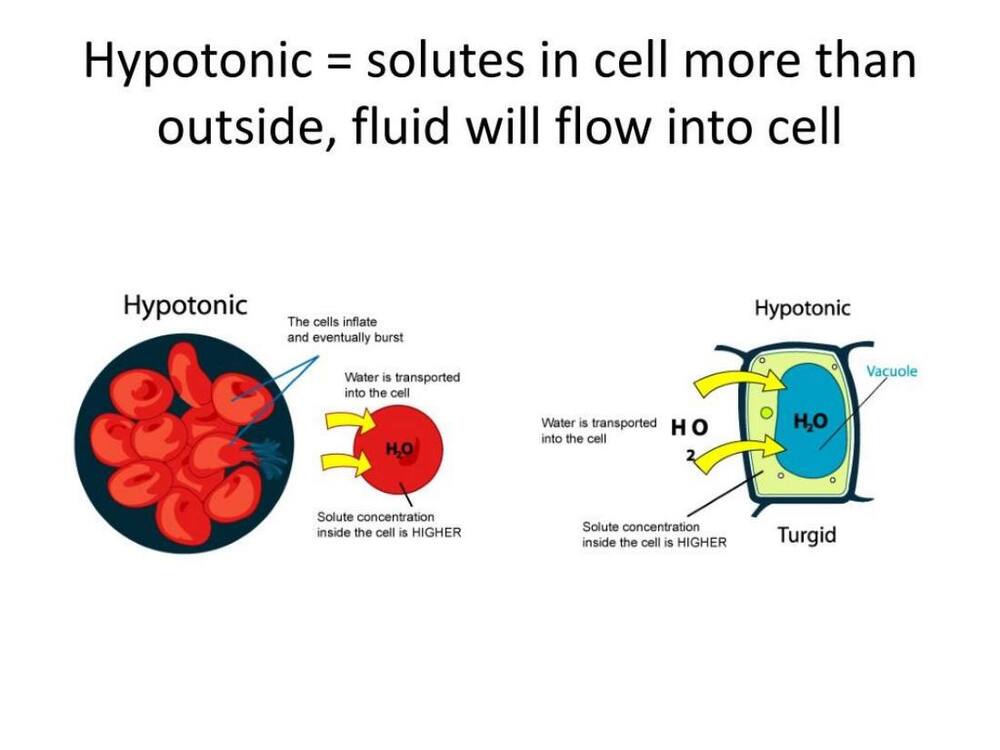 Hypotonic = solutes in cell more than
outside, fluid will flow into cell
Hypotonic
The cells inflate
and eventually burst
Water is transported
into the cell
H₂O
Solute concentration
inside the cell is HIGHER
Hypotonic
Vacuole
Water is transported
into the cell
H O
2
H₂O
Solute concentration
inside the cell is HIGHER
Turgid